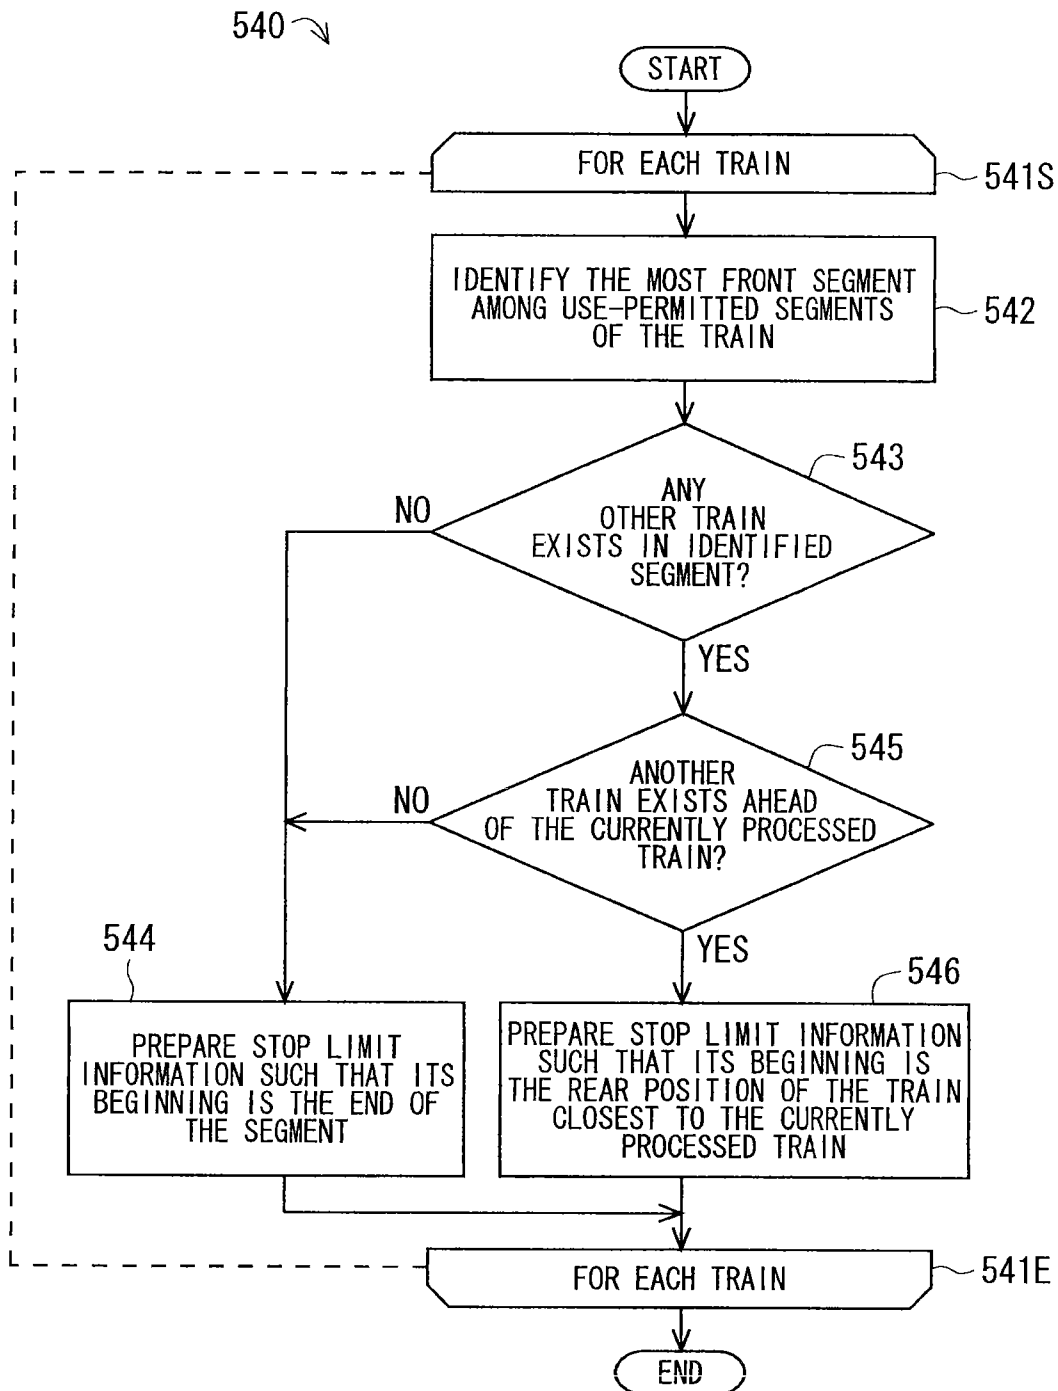 540
START
FOR EACH TRAIN
541S
IDENTIFY THE MOST FRONT SEGMENT
AMONG USE-PERMITTED SEGMENTS
OF THE TRAIN
542
543
ANY
OTHER TRAIN
EXISTS IN IDENTIFIED
SEGMENT?
NO
YES
545
ANOTHER
TRAIN EXISTS AHEAD
OF THE CURRENTLY PROCESSED
TRAIN?
NO
YES
544
PREPARE STOP LIMIT
INFORMATION SUCH THAT ITS
BEGINNING IS THE END OF
THE SEGMENT
546
PREPARE STOP LIMIT INFORMATION
SUCH THAT ITS BEGINNING IS
THE REAR POSITION OF THE TRAIN
CLOSEST TO THE CURRENTLY
PROCESSED TRAIN
FOR EACH TRAIN
541E
END